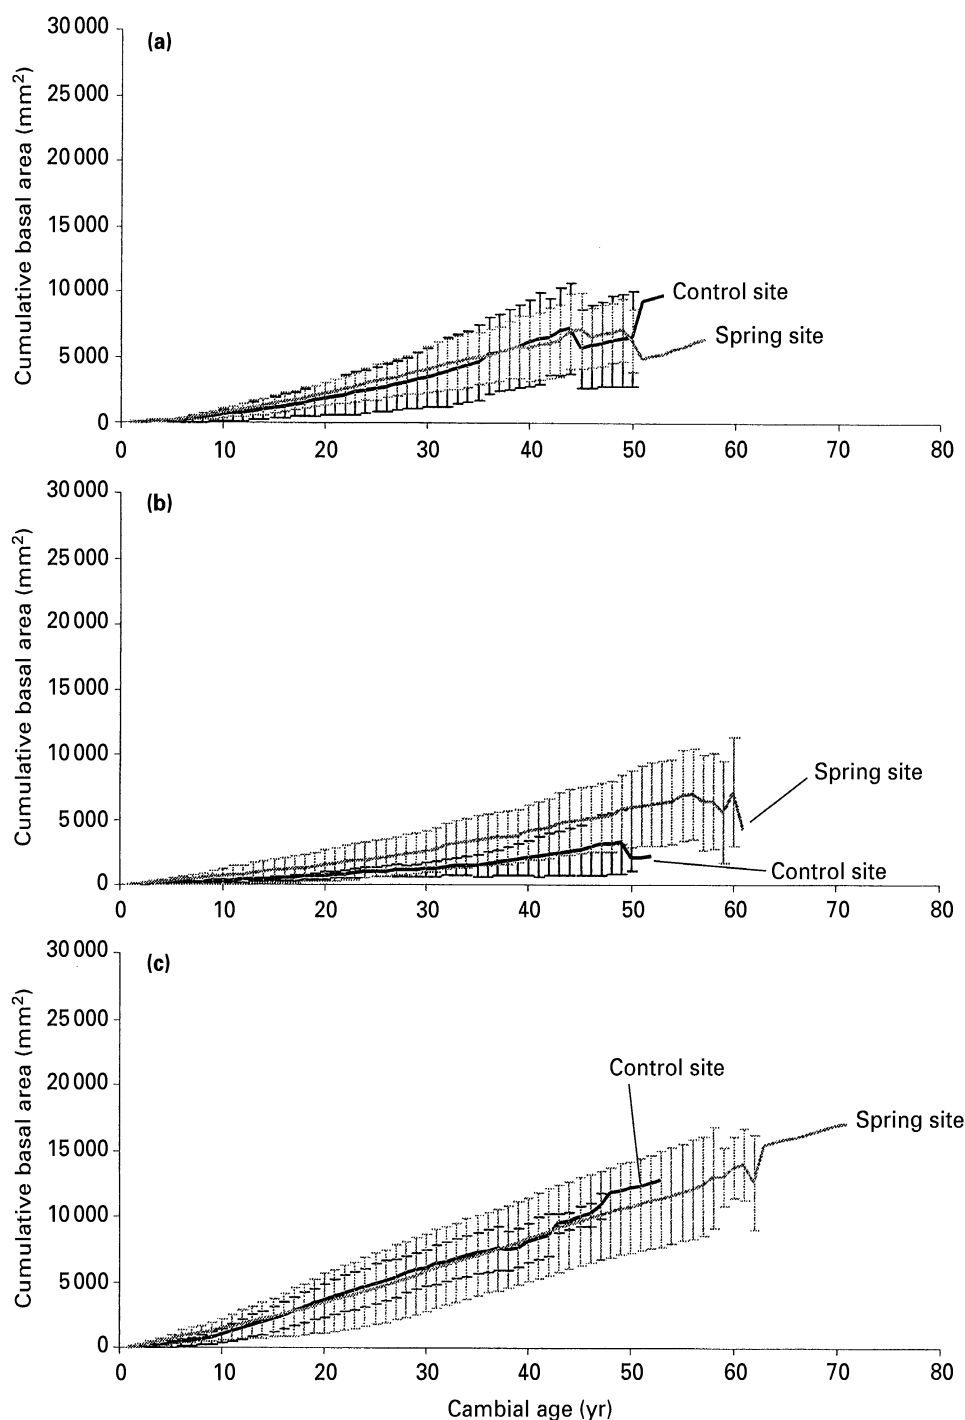 (a)
30 000
25 000
20 000
15 000
10 000
5000
0
Cumulative basal area (mm²)
Control site
Spring site
0 10 20 30 40 50 60 70 80
(b)
30 000
25 000
20 000
15 000
10 000
5000
0
Cumulative basal area (mm²)
Spring site
Control site
0 10 20 30 40 50 60 70 80
(c)
30 000
25 000
20 000
15 000
10 000
5000
0
Cumulative basal area (mm²)
Control site
Spring site
0 10 20 30 40 50 60 70 80
Cambial age (yr)